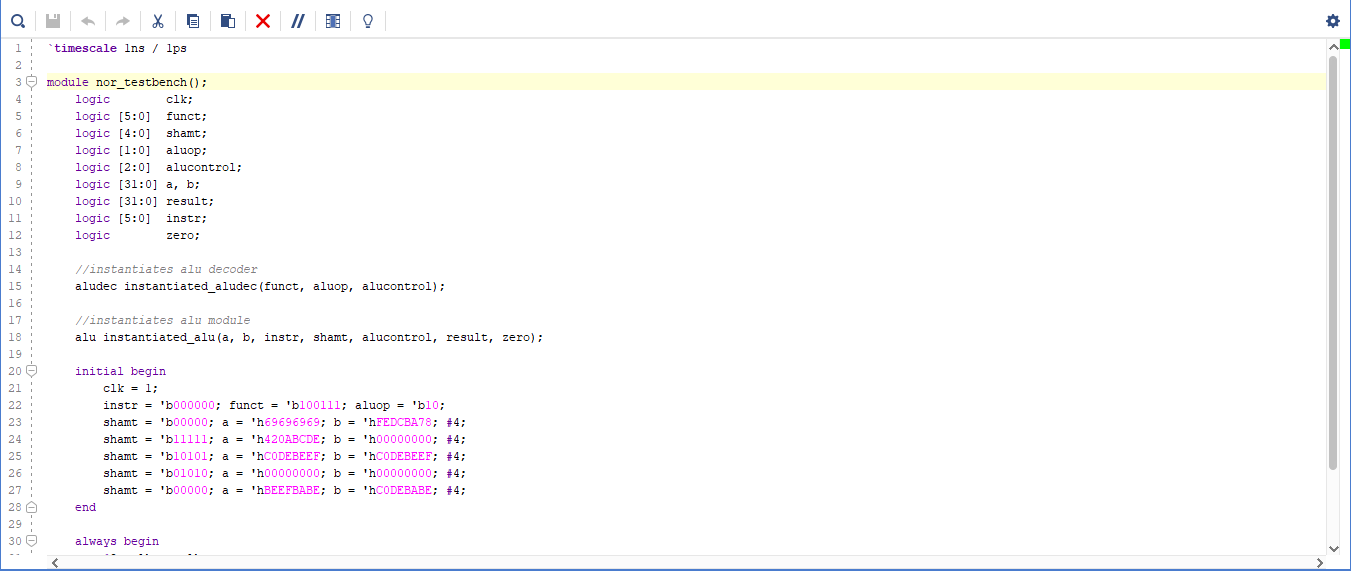 1 `timescale 1ns / 1ps
2
3 module nor_testbench();
4 logic clk;
5 logic [5:0] funct;
6 logic [4:0] shamt;
7 logic [1:0] aluop;
8 logic [2:0] alucontrol;
9 logic [31:0] a, b;
10 logic [31:0] result;
11 logic [5:0] instr;
12 logic zero;
13
14 //instantiates alu decoder
15 aludec instantiated_aludec(funct, aluop, alucontrol);
16
17 //instantiates alu module
18 alu instantiated_alu(a, b, instr, shamt, alucontrol, result, zero);
19
20 initial begin
21 clk = 1;
22 instr = 'b000000; funct = 'b100111; aluop = 'b10;
23 shamt = 'b00000; a = 'h69696969; b = 'hFEDCBA78; #4;
24 shamt = 'b11111; a = 'h420ABCDE; b = 'h00000000; #4;
25 shamt = 'b10101; a = 'hC0DEBEEF; b = 'hC0DEBEEF; #4;
26 shamt = 'b01010; a = 'h00000000; b = 'h00000000; #4;
27 shamt = 'b00000; a = 'hBEEFBABE; b = 'hC0DEBABE; #4;
28 end
29
30 always begin